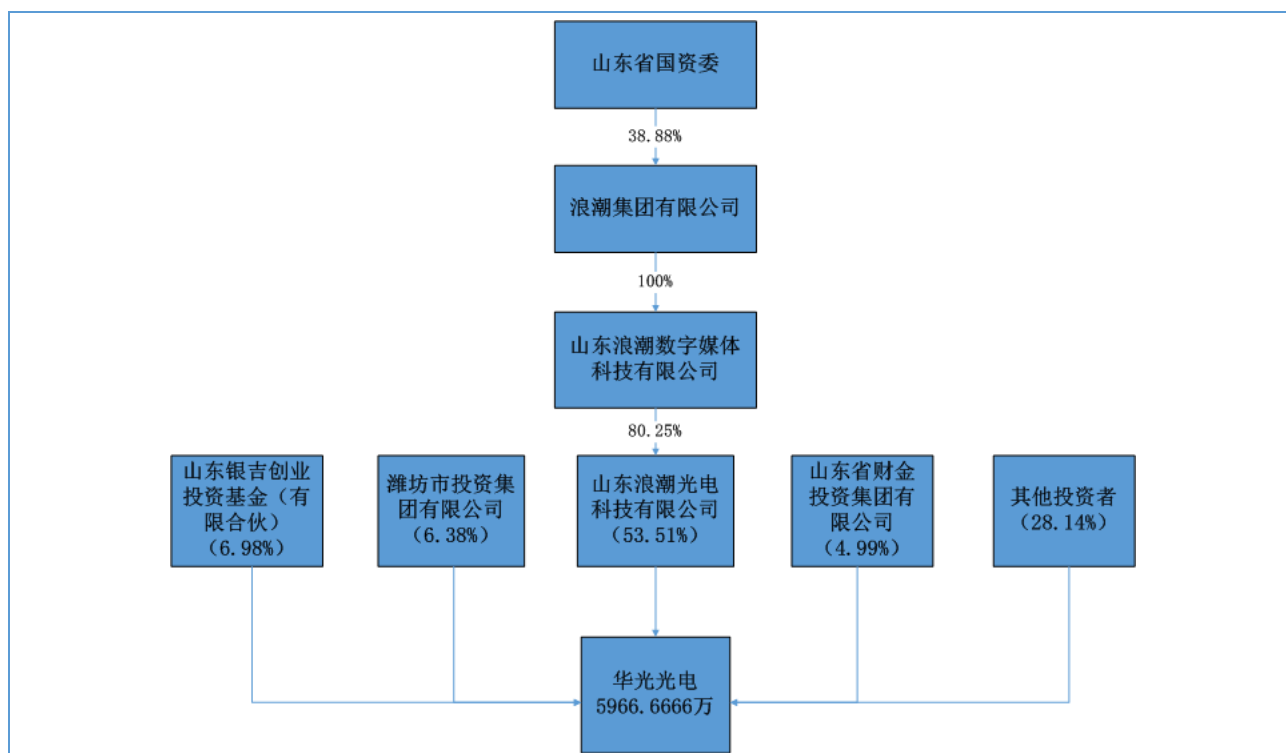 山东省国资委
38.88%
浪潮集团有限公司
100%
山东浪潮数字媒体
科技有限公司
80.25%
山东银吉创业
投资基金（有
限合伙）
（6.98%）
潍坊市投资集
团有限公司
（6.38%）
山东浪潮光电
科技有限公司
（53.51%）
山东省财金
投资集团有
限公司
（4.99%）
其他投资者
（28.14%）
华光光电
5966.6666万